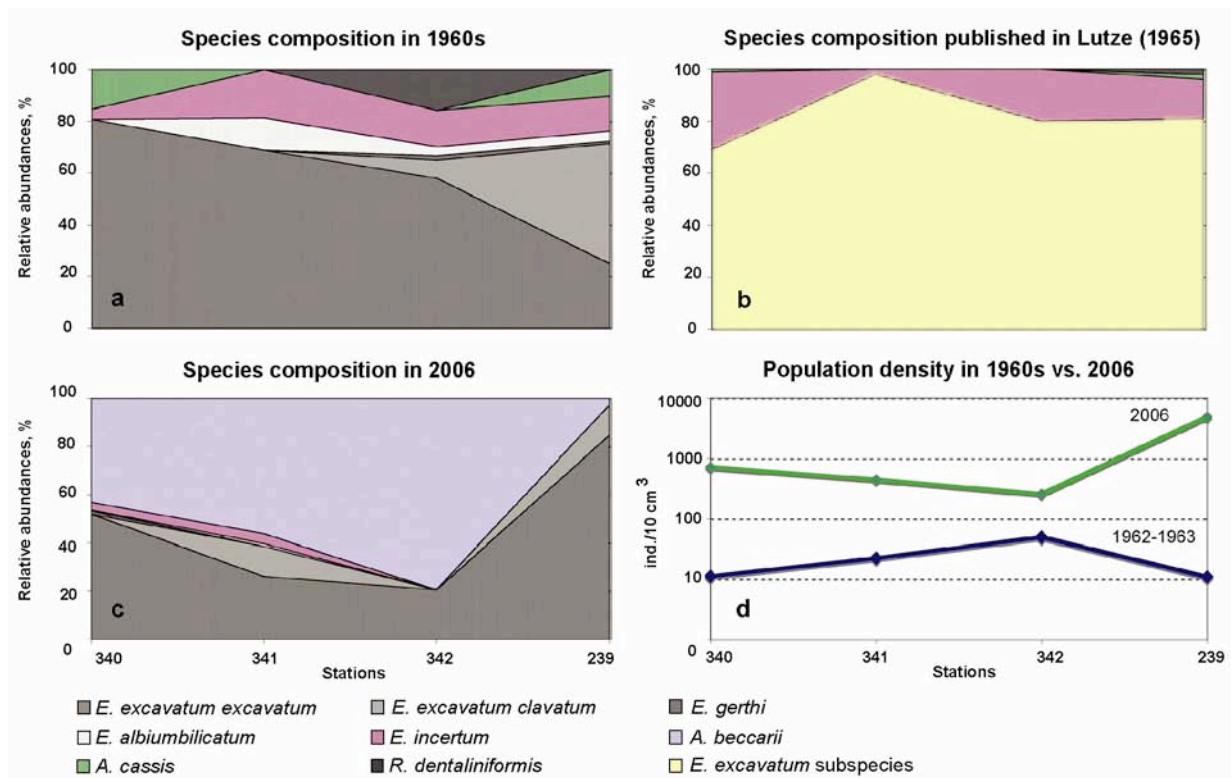 Species composition in 1960s
Relative abundances, %
100
80
60
40
20
0
a
Species composition published in Lutze (1965)
Relative abundances, %
100
80
60
40
20
0
b
Species composition in 2006
Relative abundances, %
100
80
60
40
20
0
c
340 341 342 239
Stations
Population density in 1960s vs. 2006
ind./10 cm³
10000
1000
100
10
0
2006
1962-1963
d
340 341 342 239
Stations
E. excavatum excavatum
E. albiumbilicatum
A. cassis
E. excavatum clavatum
E. incertum
R. dentaliniformis
E. gerthi
A. beccarii
E. excavatum subspecies